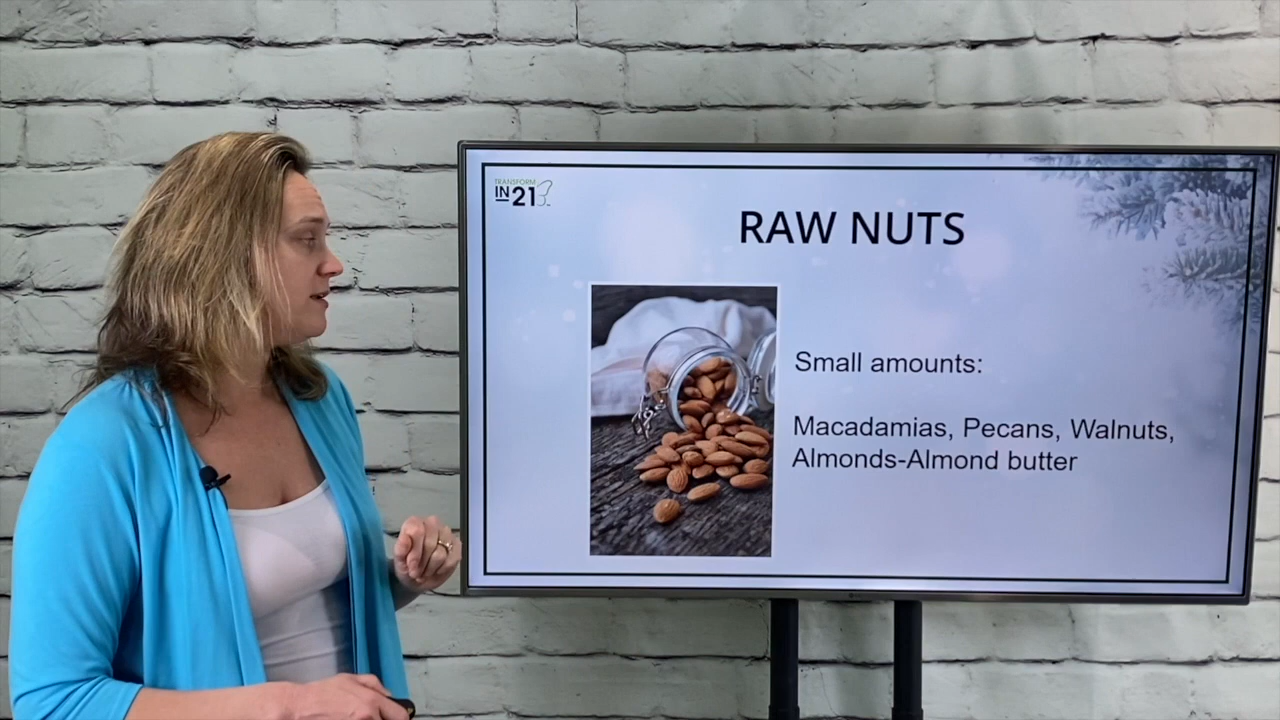 TRANSFORM
IN 21
RAW NUTS
Small amounts:
Macadamias, Pecans, Walnuts,
Almonds-Almond butter